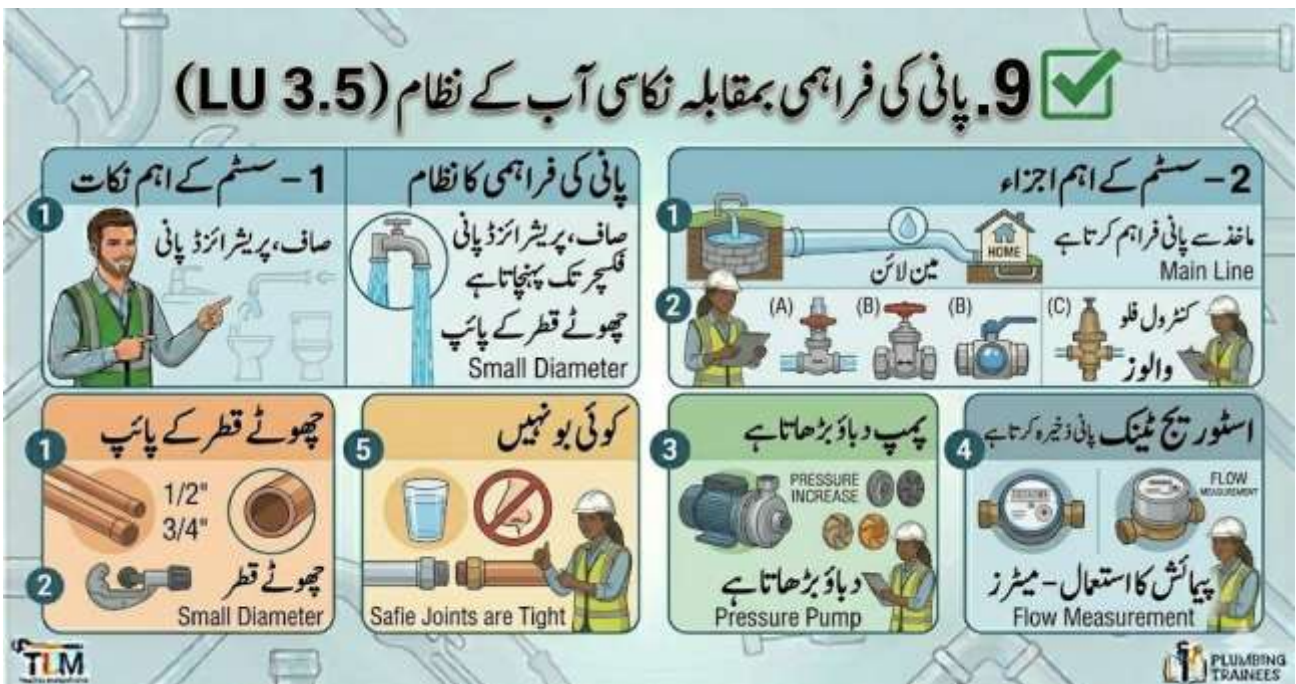 9. پانی کی فراہمی بمقابلہ نکاسی آب کے نظام (LU 3.5)
2 – سسٹم کے اہم اجزاء
1
ماخذ سے پانی فراہم کرتا ہے
Main Line
مین لائن
HOME
2
(A)
(B)
(B)
(C)
کنٹرول فلو
والوز
پانی کی فراہمی کا نظام
صاف، پریشرائزڈ پانی
فکسچر تک پہنچاتا ہے
چھوٹے قطر کے پائپ
Small Diameter
1 – سسٹم کے اہم نکات
1
صاف، پریشرائزڈ پانی
چھوٹے قطر کے پائپ
1
1/2"
3/4"
2
چھوٹے قطر
Small Diameter
کوئی بو نہیں
5
Safie Joints are Tight
پمپ دباؤ بڑھاتا ہے
3
PRESSURE
INCREASE
دباؤ بڑھاتا ہے
Pressure Pump
اسٹوریج ٹینک پانی ذخیرہ کرتا ہے
4
FLOW
MEASUREMENT
پیمائش کا استعمال - میٹرز
Flow Measurement
TLM
PLUMBING
TRAINEES